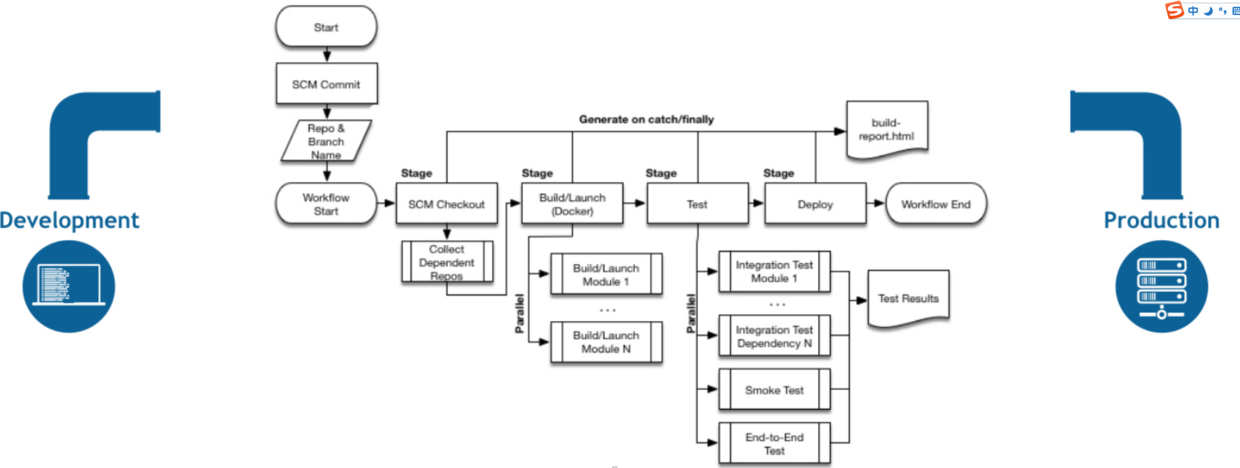 中
Start
SCM Commit
Repo &
Branch
Name
Generate on catch/finally
build-
report.html
Stage
Stage
Stage
Stage
Workflow
Start
SCM Checkout
Build/Launch
(Docker)
Test
Deploy
Workflow End
Development
Production
Collect
Dependent
Repos
Parallel
Build/Launch
Module 1
...
Build/Launch
Module N
Parallel
Integration Test
Module 1
...
Integration Test
Dependency N
Smoke Test
End-to-End
Test
Test Results